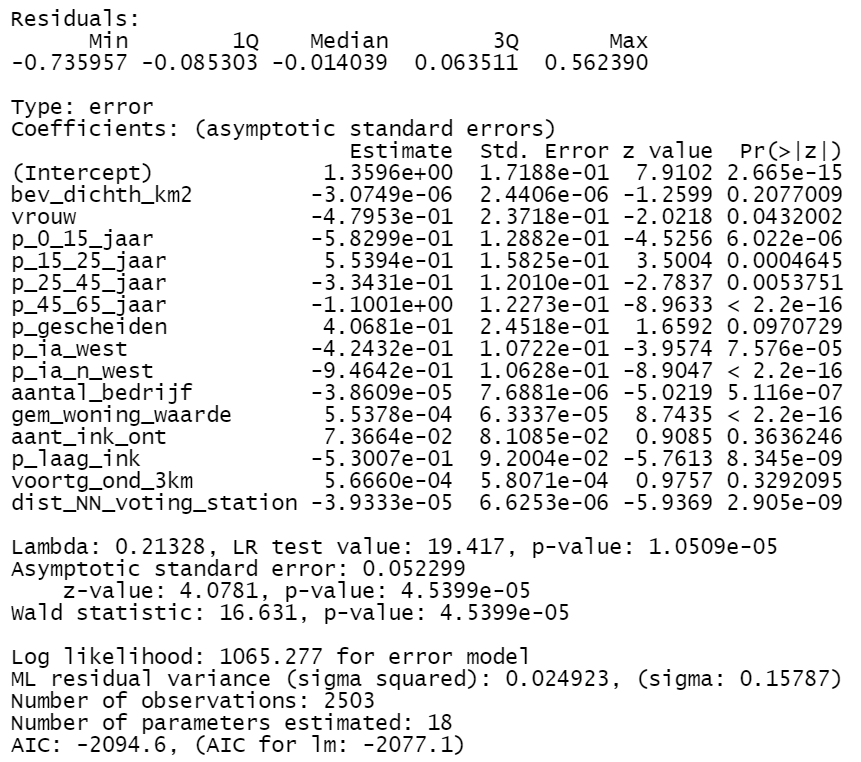 Residuals:
      Min        1Q    Median        3Q       Max
-0.735957 -0.085303 -0.014039  0.063511  0.562390

Type: error
Coefficients: (asymptotic standard errors)
                          Estimate  Std. Error z value  Pr(>|z|)
(Intercept)             1.3596e+00  1.7188e-01  7.9102 2.665e-15
bev_dichth_km2         -3.0749e-06  2.4406e-06 -1.2599 0.2077009
vrouw                  -4.7953e-01  2.3718e-01 -2.0218 0.0432002
p_0_15_jaar            -5.8299e-01  1.2882e-01 -4.5256 6.022e-06
p_15_25_jaar            5.5394e-01  1.5825e-01  3.5004 0.0004645
p_25_45_jaar           -3.3431e-01  1.2010e-01 -2.7837 0.0053751
p_45_65_jaar           -1.1001e+00  1.2273e-01 -8.9633 < 2.2e-16
p_gescheiden            4.0681e-01  2.4518e-01  1.6592 0.0970729
p_ia_west              -4.2432e-01  1.0722e-01 -3.9574 7.576e-05
p_ia_n_west            -9.4642e-01  1.0628e-01 -8.9047 < 2.2e-16
aantal_bedrijf         -3.8609e-05  7.6881e-06 -5.0219 5.116e-07
gem_woning_waarde       5.5378e-04  6.3337e-05  8.7435 < 2.2e-16
aant_ink_ont            7.3664e-02  8.1085e-02  0.9085 0.3636246
p_laag_ink             -5.3007e-01  9.2004e-02 -5.7613 8.345e-09
voortg_ond_3km          5.6660e-04  5.8071e-04  0.9757 0.3292095
dist_NN_voting_station -3.9333e-05  6.6253e-06 -5.9369 2.905e-09

Lambda: 0.21328, LR test value: 19.417, p-value: 1.0509e-05
Asymptotic standard error: 0.052299
    z-value: 4.0781, p-value: 4.5399e-05
Wald statistic: 16.631, p-value: 4.5399e-05

Log likelihood: 1065.277 for error model
ML residual variance (sigma squared): 0.024923, (sigma: 0.15787)
Number of observations: 2503
Number of parameters estimated: 18
AIC: -2094.6, (AIC for lm: -2077.1)